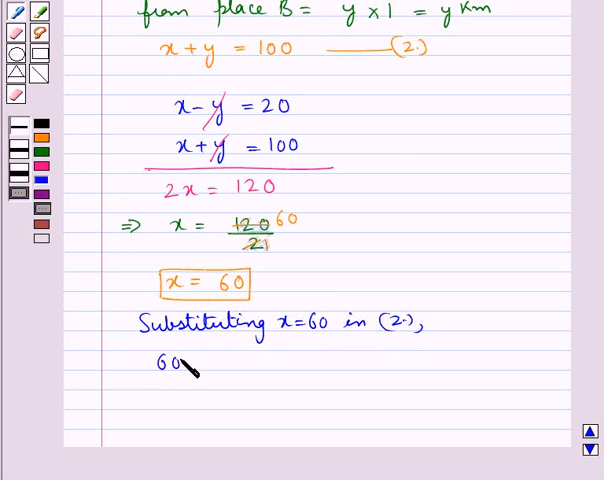 from place B = y × 1 = y Km
x + y = 100 ——— (2.)
x - y = 20
x + y = 100
2x = 120
⇒ x = 120/2 60 1
x = 60
Substituting x = 60 in (2.),
60